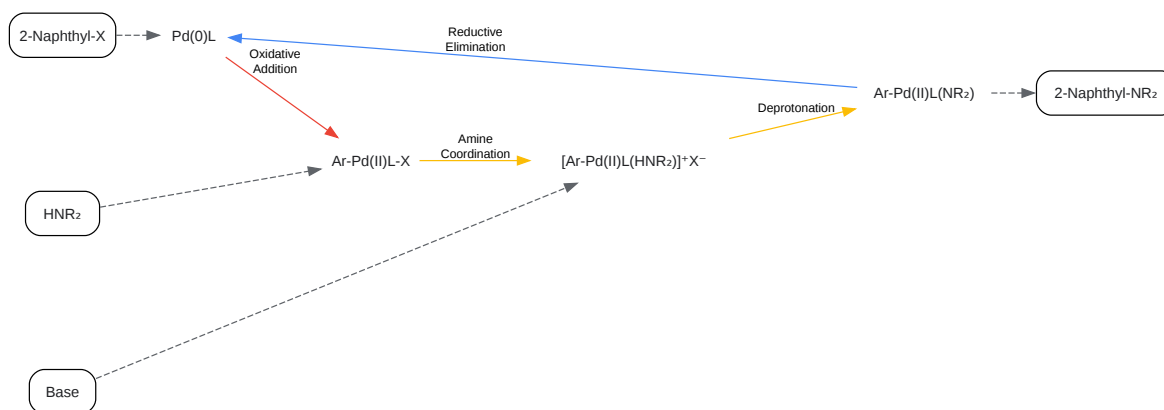 2-Naphthyl-X
Pd(0)L
Reductive
Elimination
Oxidative
Addition
Ar-Pd(II)L(NR₂)
2-Naphthyl-NR₂
Deprotonation
Amine
Coordination
Ar-Pd(II)L-X
[Ar-Pd(II)L(HNR₂)]⁺X⁻
HNR₂
Base